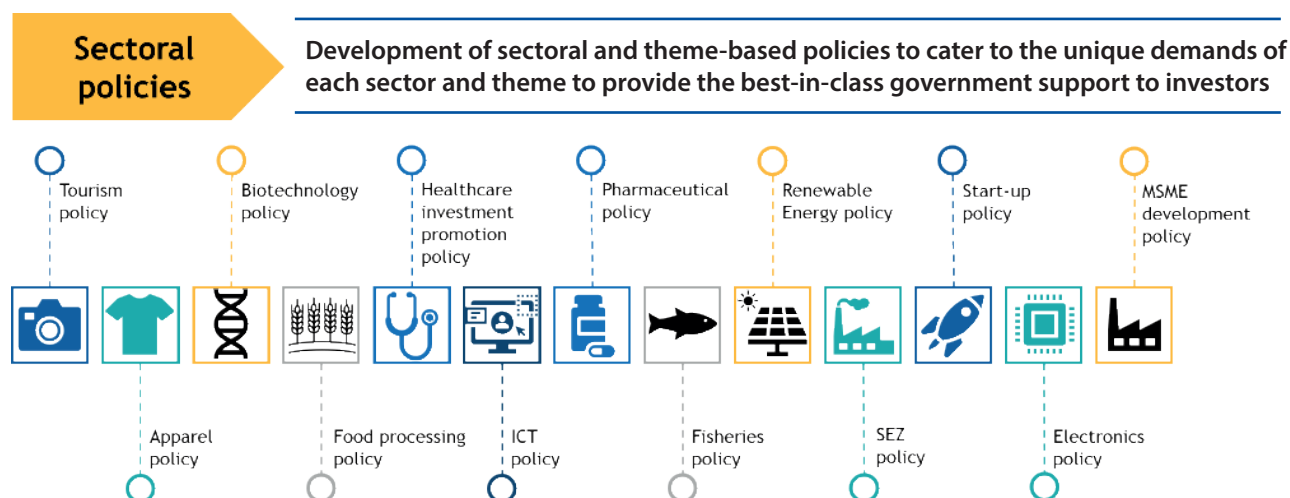 Sectoral
policies
Development of sectoral and theme-based policies to cater to the unique demands of
each sector and theme to provide the best-in-class government support to investors
Tourism
policy
Biotechnology
policy
Healthcare
investment
promotion
policy
Pharmaceutical
policy
Renewable
Energy policy
Start-up
policy
MSME
development
policy
Apparel
policy
Food processing
policy
ICT
policy
Fisheries
policy
SEZ
policy
Electronics
policy